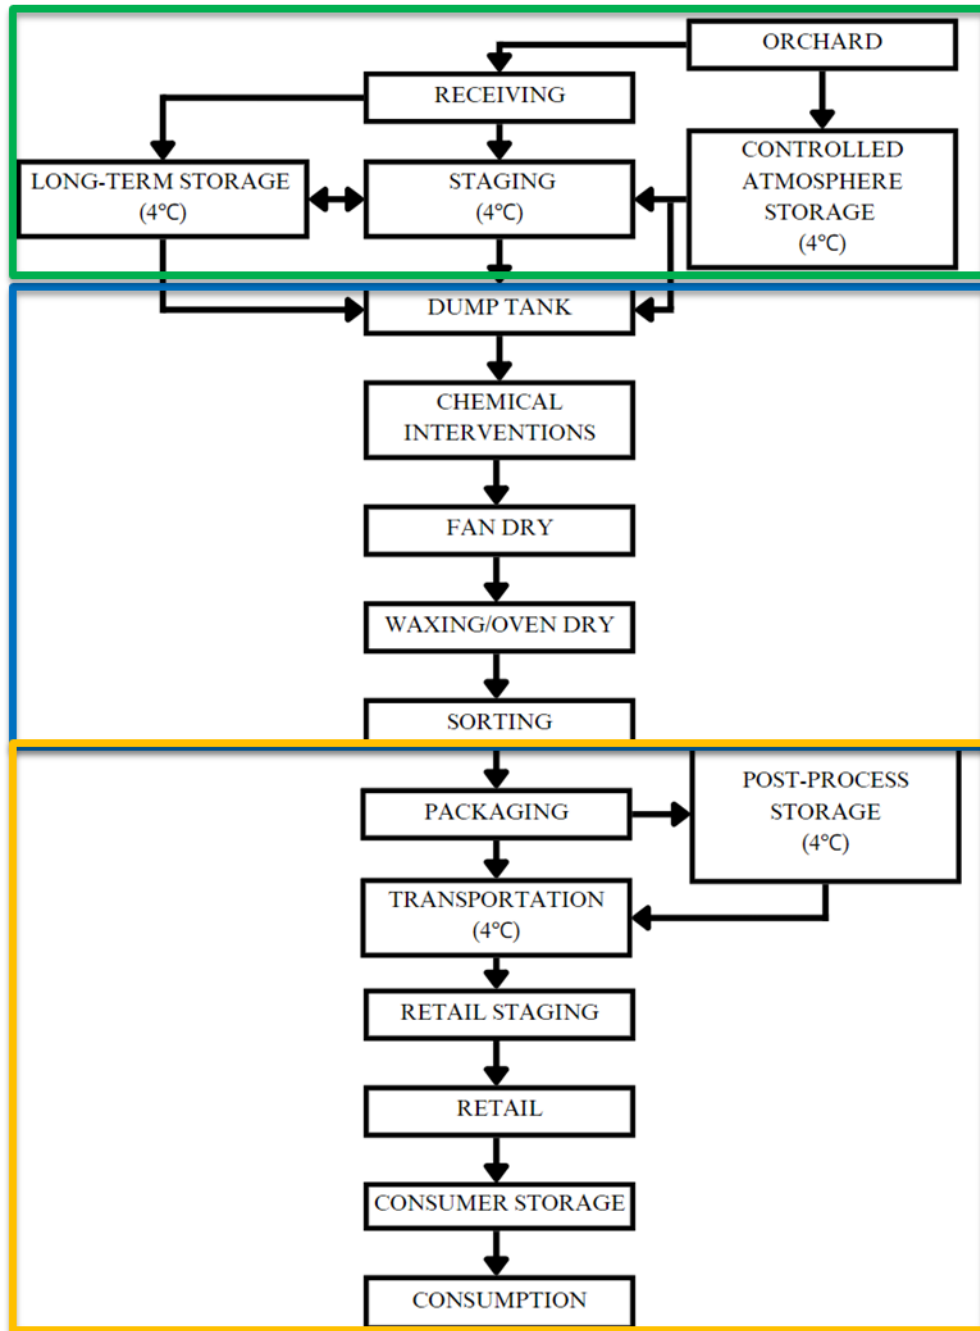 ORCHARD
RECEIVING
LONG-TERM STORAGE
(4℃)
STAGING
(4℃)
CONTROLLED
ATMOSPHERE
STORAGE
(4℃)
DUMP TANK
CHEMICAL
INTERVENTIONS
FAN DRY
WAXING/OVEN DRY
SORTING
PACKAGING
POST-PROCESS
STORAGE
(4℃)
TRANSPORTATION
(4℃)
RETAIL STAGING
RETAIL
CONSUMER STORAGE
CONSUMPTION